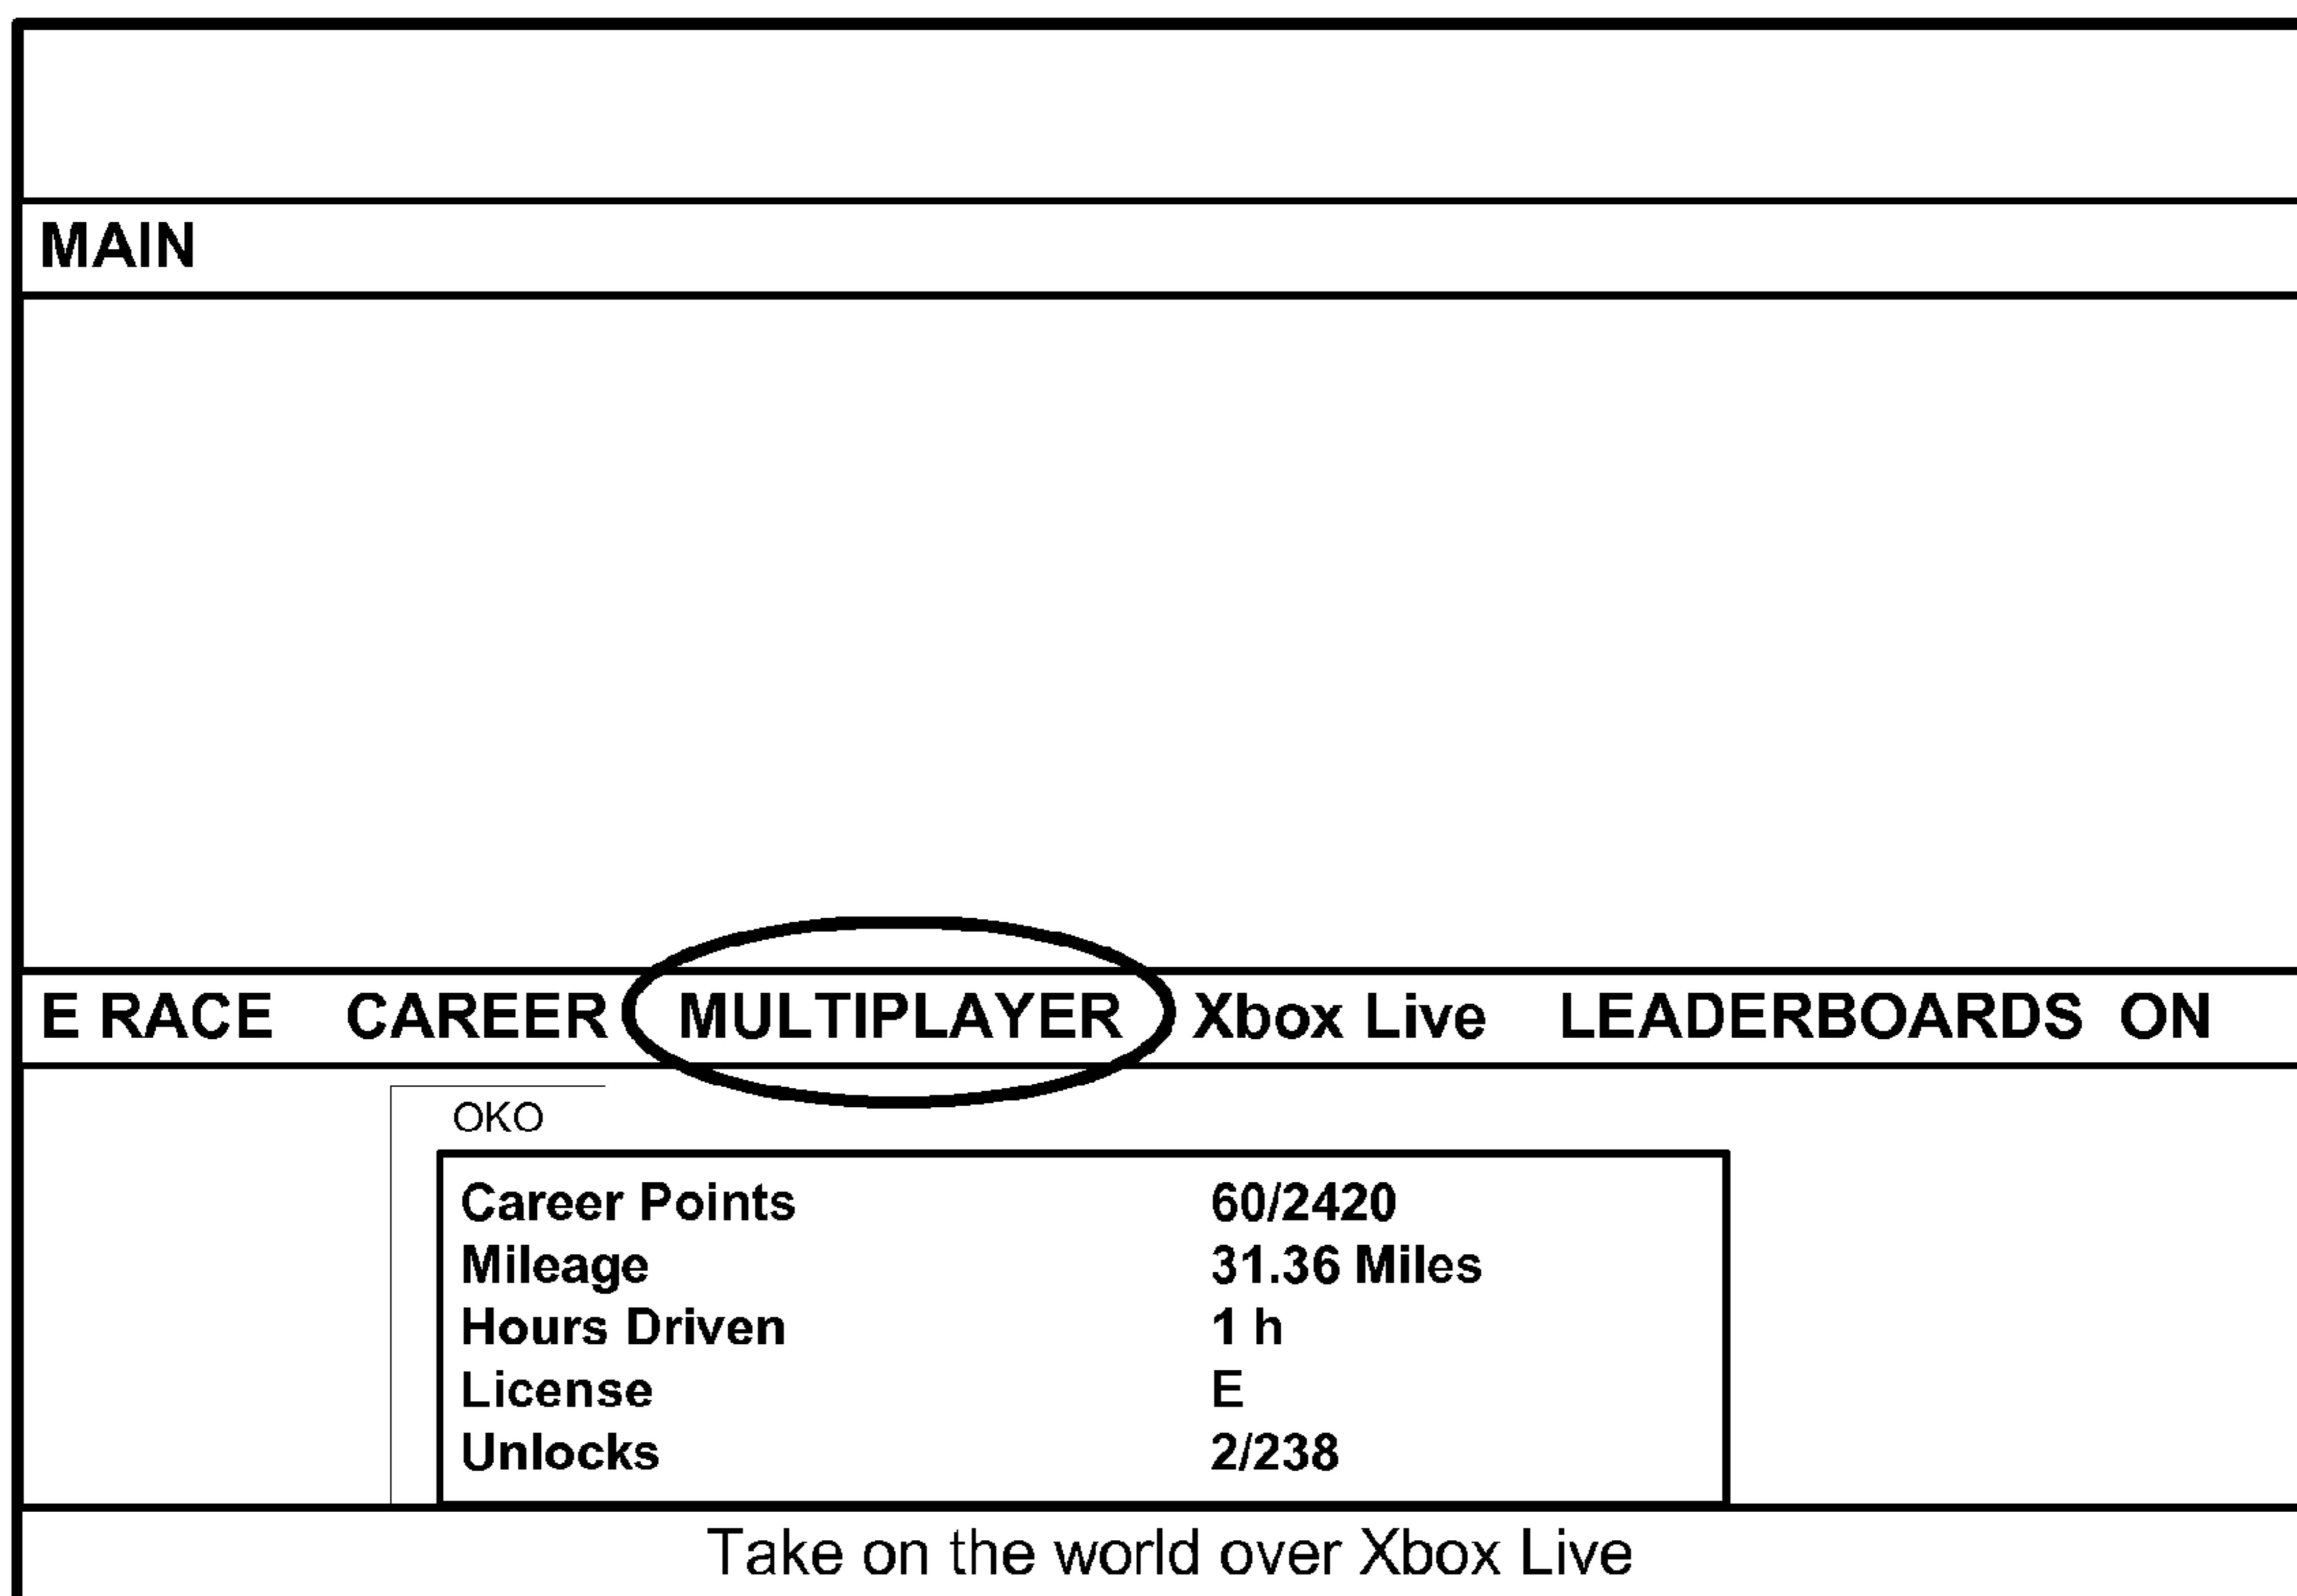 MAIN
E RACE CAREER MULTIPLAYER Xbox Live LEADERBOARDS ON
OKO
Career Points 60/2420
Mileage 31.36 Miles
Hours Driven 1 h
License E
Unlocks 2/238
Take on the world over Xbox Live